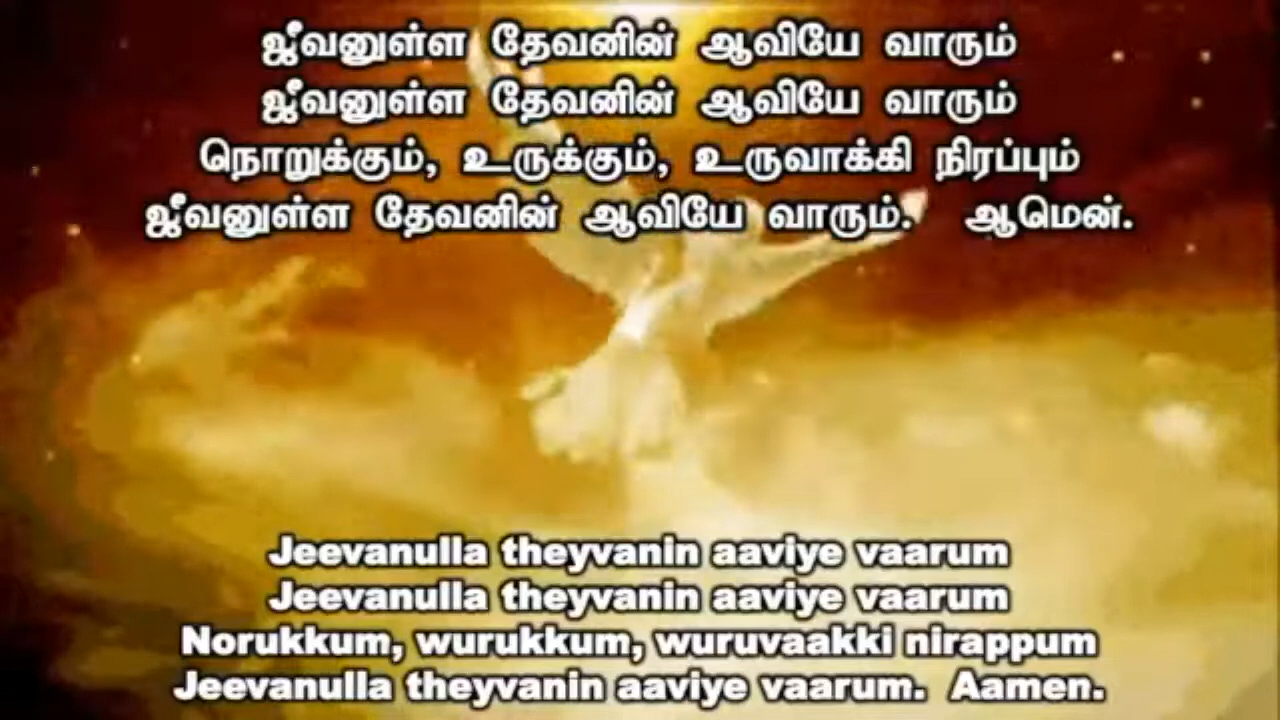 ஜீவனுள்ள தேவனின் ஆவியே வாரும்
ஜீவனுள்ள தேவனின் ஆவியே வாரும்
நொறுக்கும், உருக்கும், உருவாக்கி நிரப்பும்
ஜீவனுள்ள தேவனின் ஆவியே வாரும். ஆமென்.
Jeevanulla theyvanin aaviye vaarum
Jeevanulla theyvanin aaviye vaarum
Norukkum, wurukkum, wuruvaakki nirappum
Jeevanulla theyvanin aaviye vaarum. Aamen.